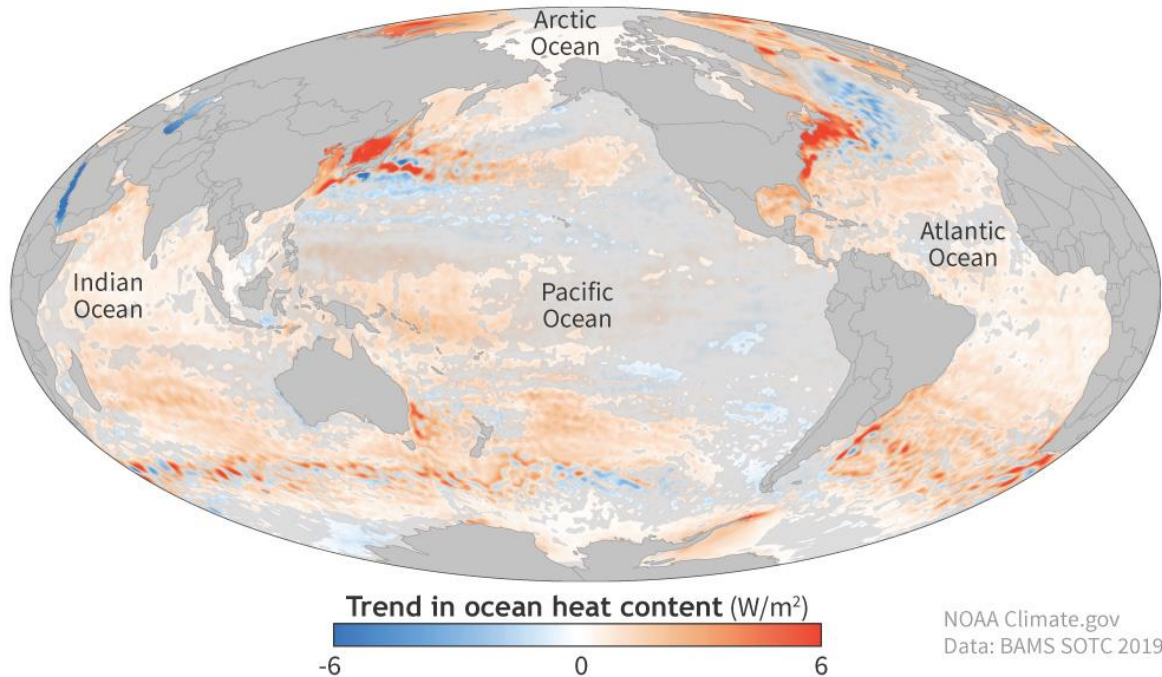 Arctic
Ocean
Atlantic
Ocean
Indian
Ocean
Pacific
Ocean
Trend in ocean heat content (W/m²)
-6 0 6
NOAA Climate.gov
Data: BAMS SOTC 2019